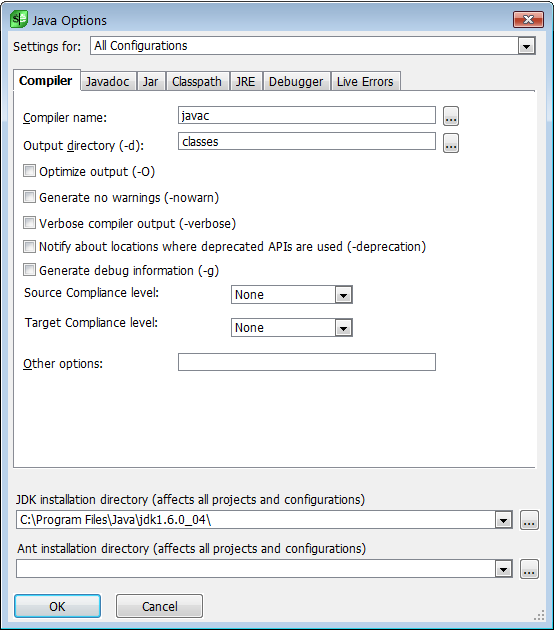 Java Options
Settings for: All Configurations
Compiler Javadoc Jar Classpath JRE Debugger Live Errors
Compiler name: javac ...
Output directory (-d): classes ...
Optimize output (-O)
Generate no warnings (-nowarn)
Verbose compiler output (-verbose)
Notify about locations where deprecated APIs are used (-deprecation)
Generate debug information (-g)
Source Compliance level: None
Target Compliance level: None
Other options:
JDK installation directory (affects all projects and configurations)
C:\Program Files\Java\jdk1.6.0_04\ ...
Ant installation directory (affects all projects and configurations)
...
OK Cancel